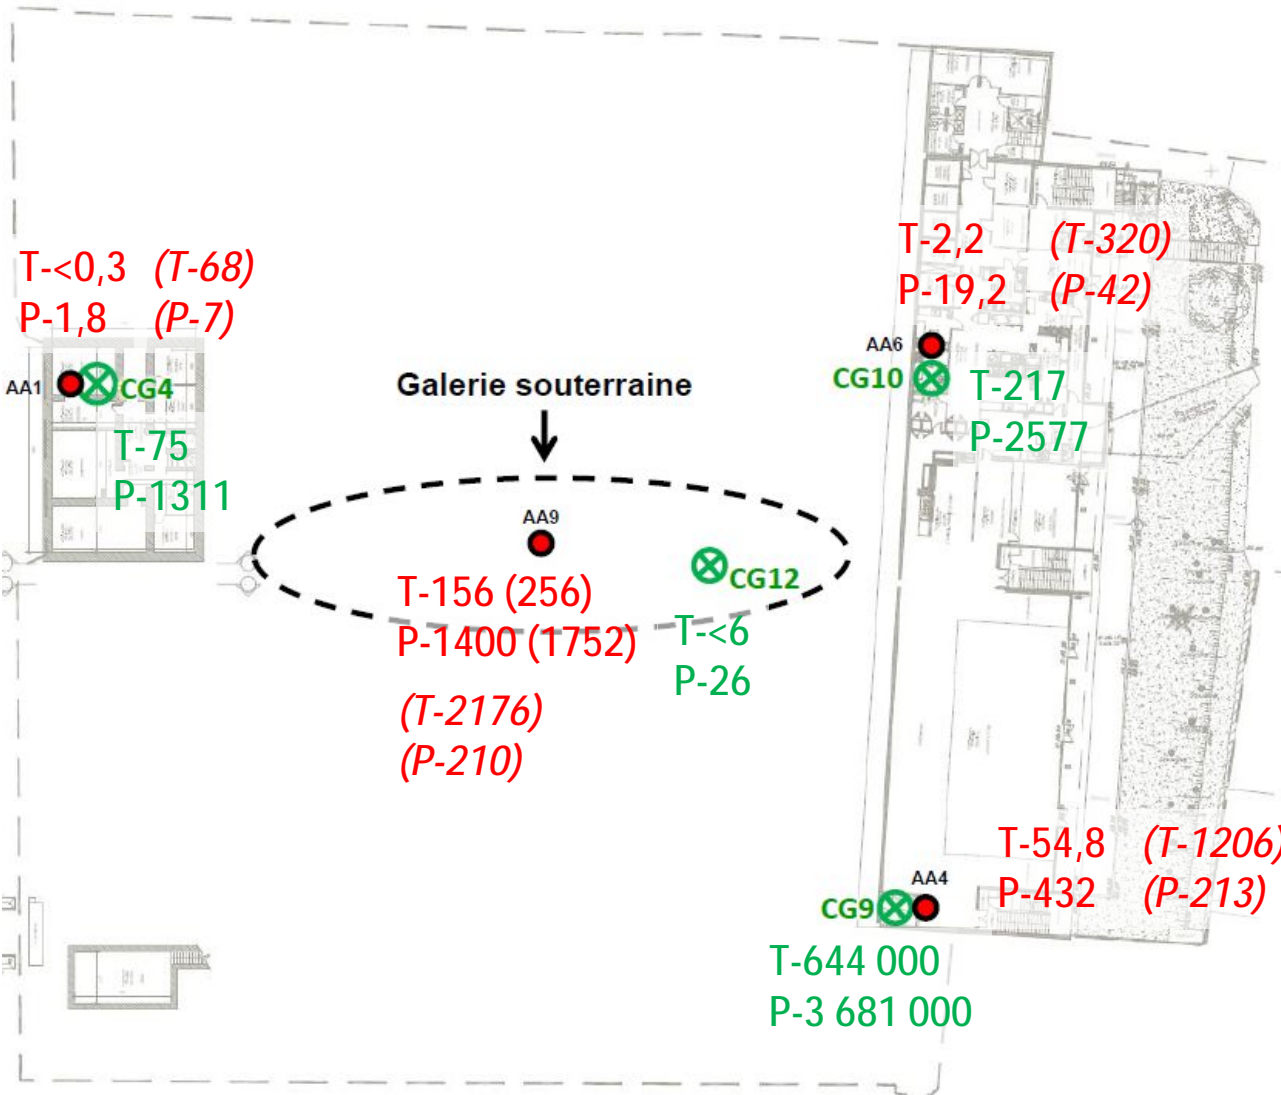 T-<0,3 (T-68)
P-1,8 (P-7)
AA1
CG4
T-75
P-1311
T-2,2 (T-320)
P-19,2 (P-42)
AA6
CG10
T-217
P-2577
Galerie souterraine
AA9
CG12
T-156 (256)
P-1400 (1752)
(T-2176)
(P-210)
T-<6
P-26
T-54,8 (T-1206)
P-432 (P-213)
AA4
CG9
T-644 000
P-3 681 000